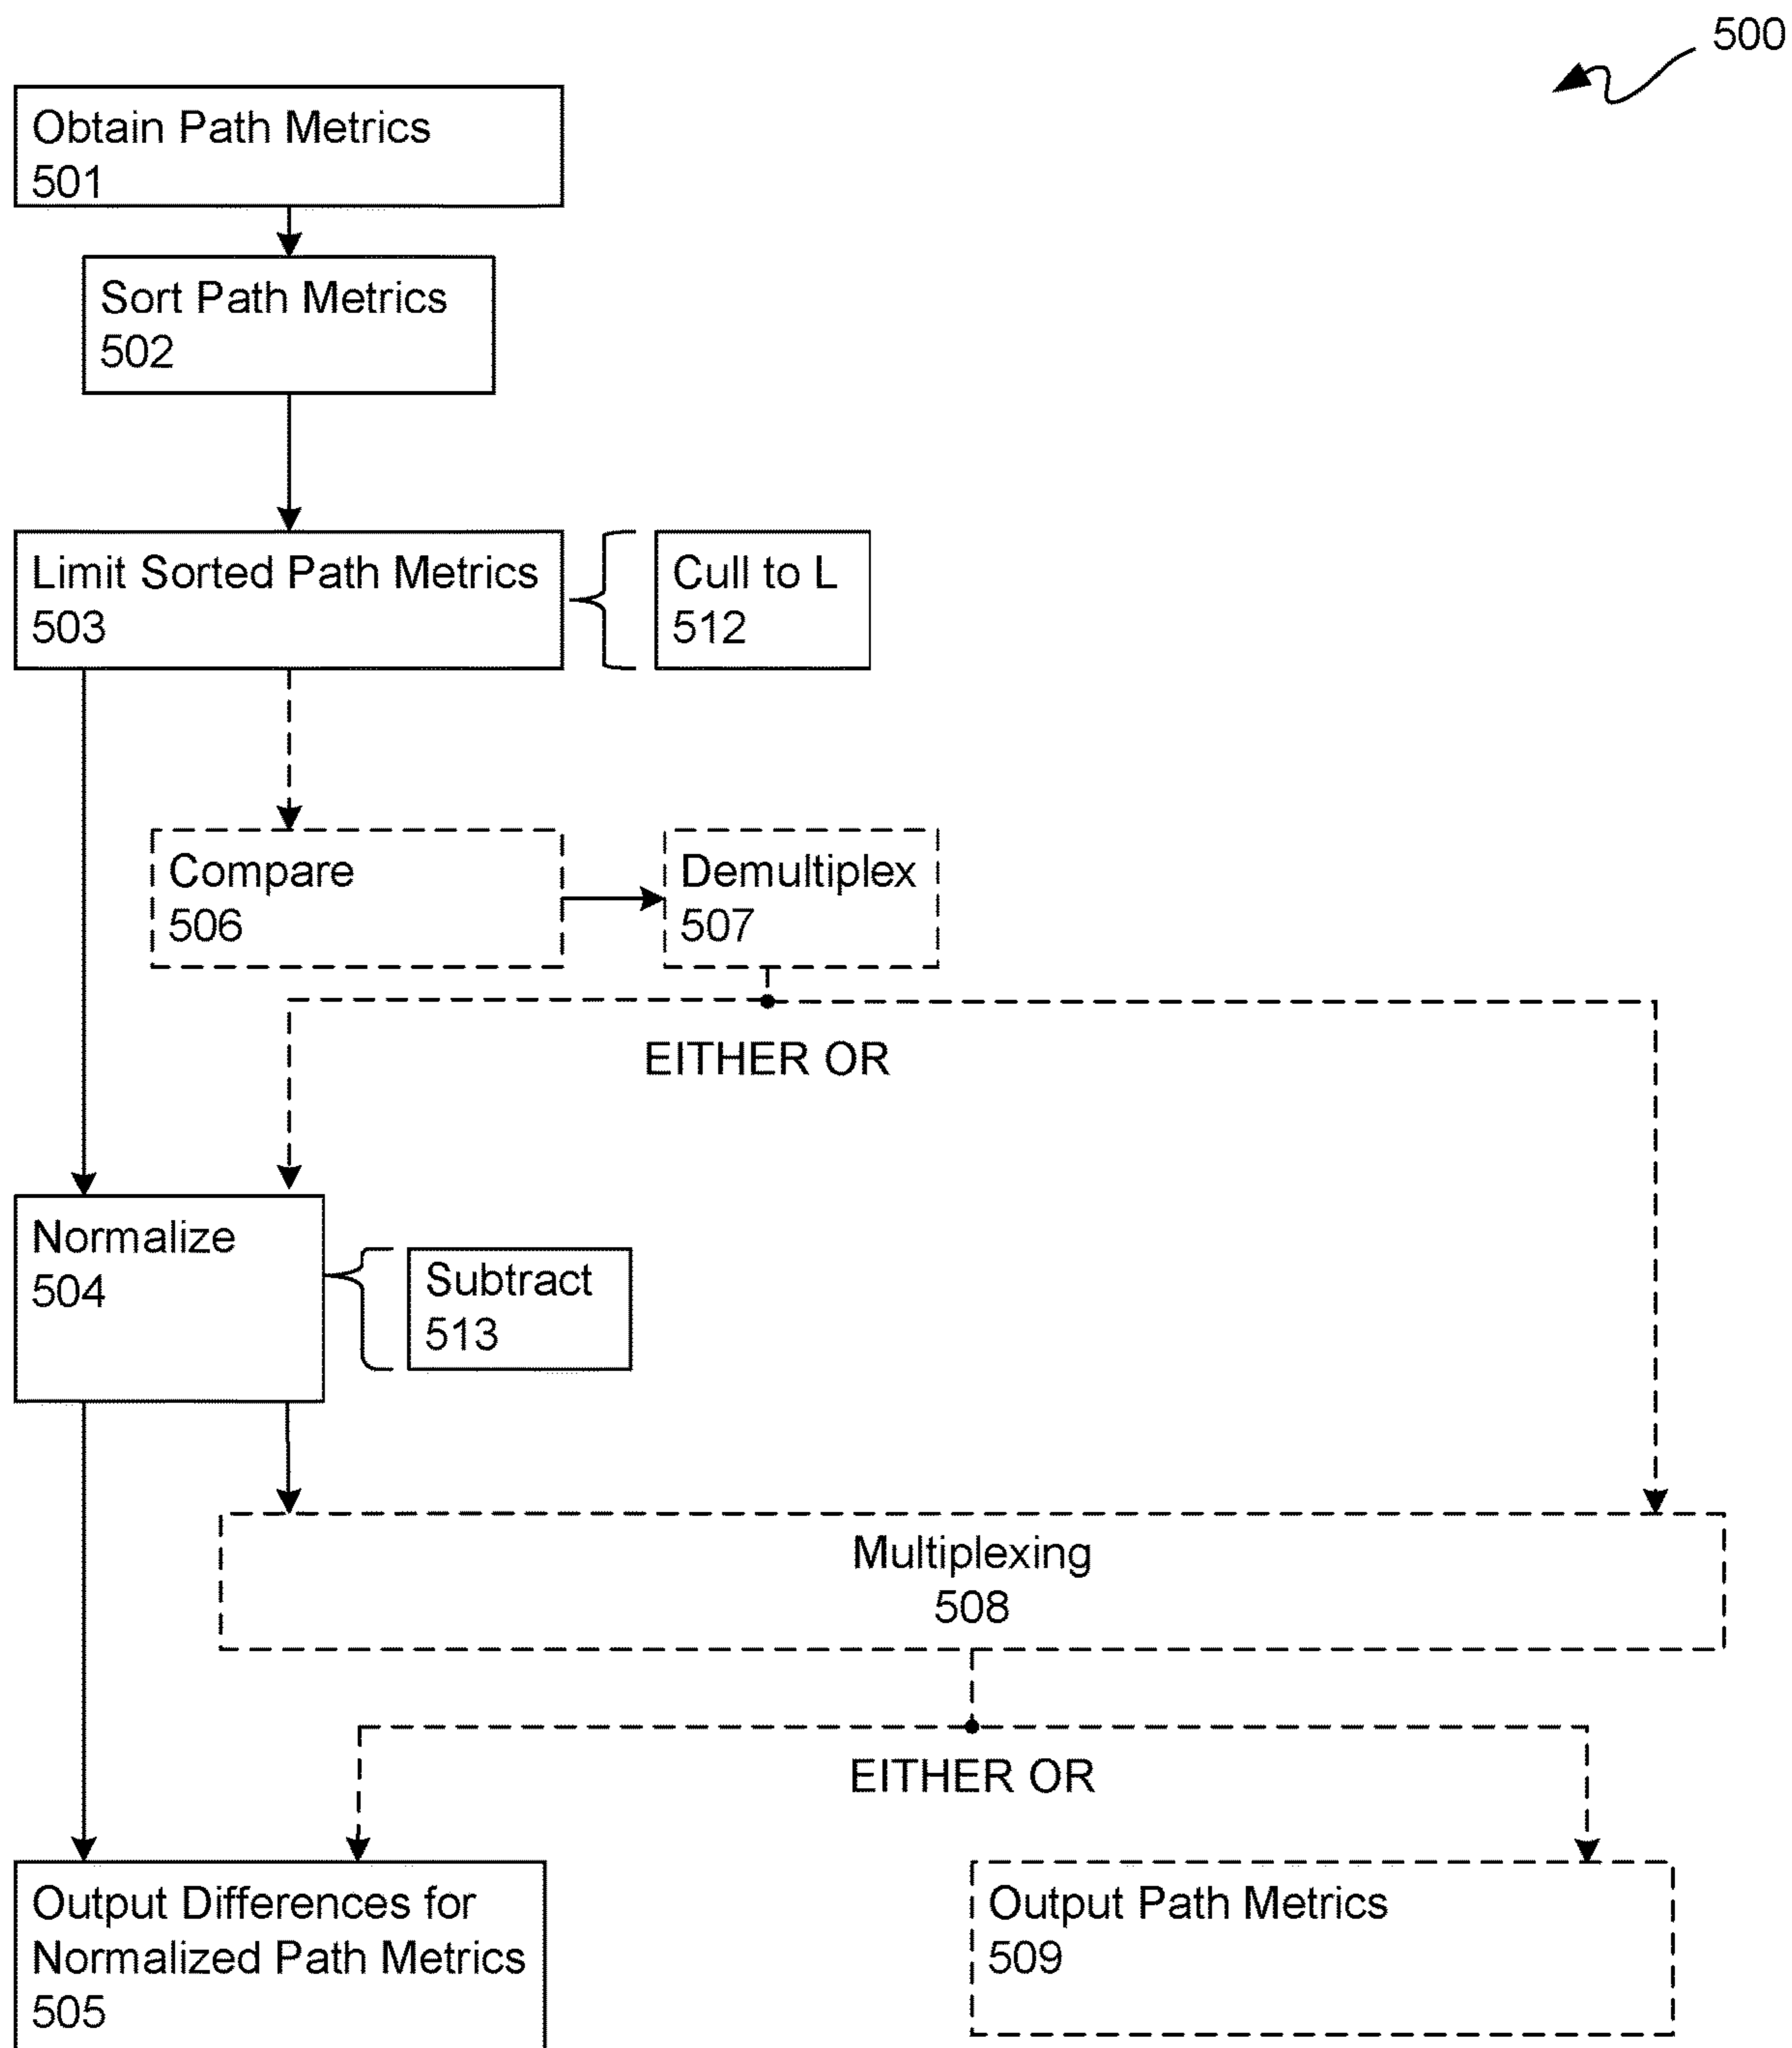 500
Obtain Path Metrics
501
Sort Path Metrics
502
Limit Sorted Path Metrics
503
Cull to L
512
Compare
506
Demultiplex
507
EITHER OR
Normalize
504
Subtract
513
Multiplexing
508
EITHER OR
Output Differences for
Normalized Path Metrics
505
Output Path Metrics
509